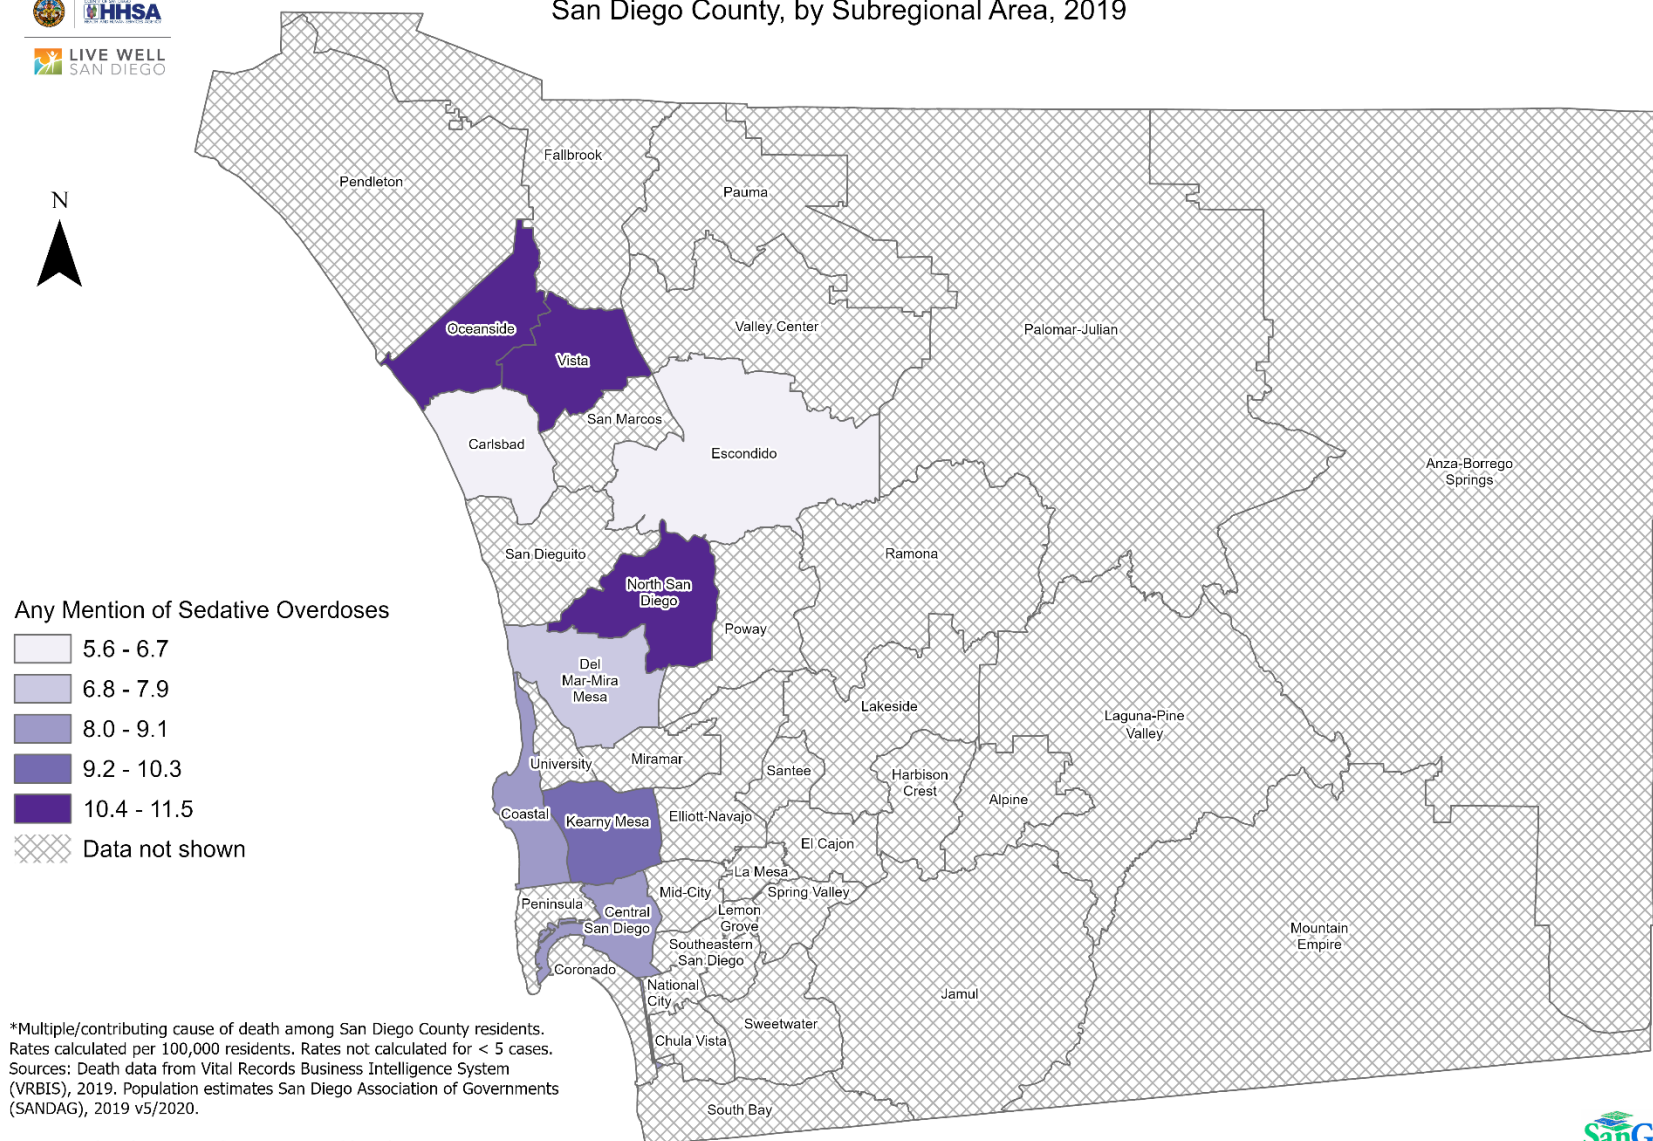 San Diego County, by Subregional Area, 2019
HHSA
LIVE WELL
SAN DIEGO
N
Fallbrook
Pendleton
Pauma
Oceanside
Valley Center
Palomar-Julian
Vista
San Marcos
Carlsbad
Escondido
Anza-Borrego
Springs
San Dieguito
Ramona
North San
Diego
Poway
Del
Mar-Mira
Mesa
Lakeside
Laguna-Pine
Valley
University
Miramar
Santee
Harbison
Crest
Alpine
Coastal
Kearny Mesa
Elliott-Navajo
El Cajon
La Mesa
Mid-City
Spring Valley
Peninsula
Central
San Diego
Lemon
Grove
Southeastern
San Diego
Mountain
Empire
Coronado
National
City
Jamul
Sweetwater
Chula Vista
South Bay
Any Mention of Sedative Overdoses
5.6 - 6.7
6.8 - 7.9
8.0 - 9.1
9.2 - 10.3
10.4 - 11.5
Data not shown
*Multiple/contributing cause of death among San Diego County residents.
Rates calculated per 100,000 residents. Rates not calculated for < 5 cases.
Sources: Death data from Vital Records Business Intelligence System
(VRBIS), 2019. Population estimates San Diego Association of Governments
(SANDAG), 2019 v5/2020.
SanG